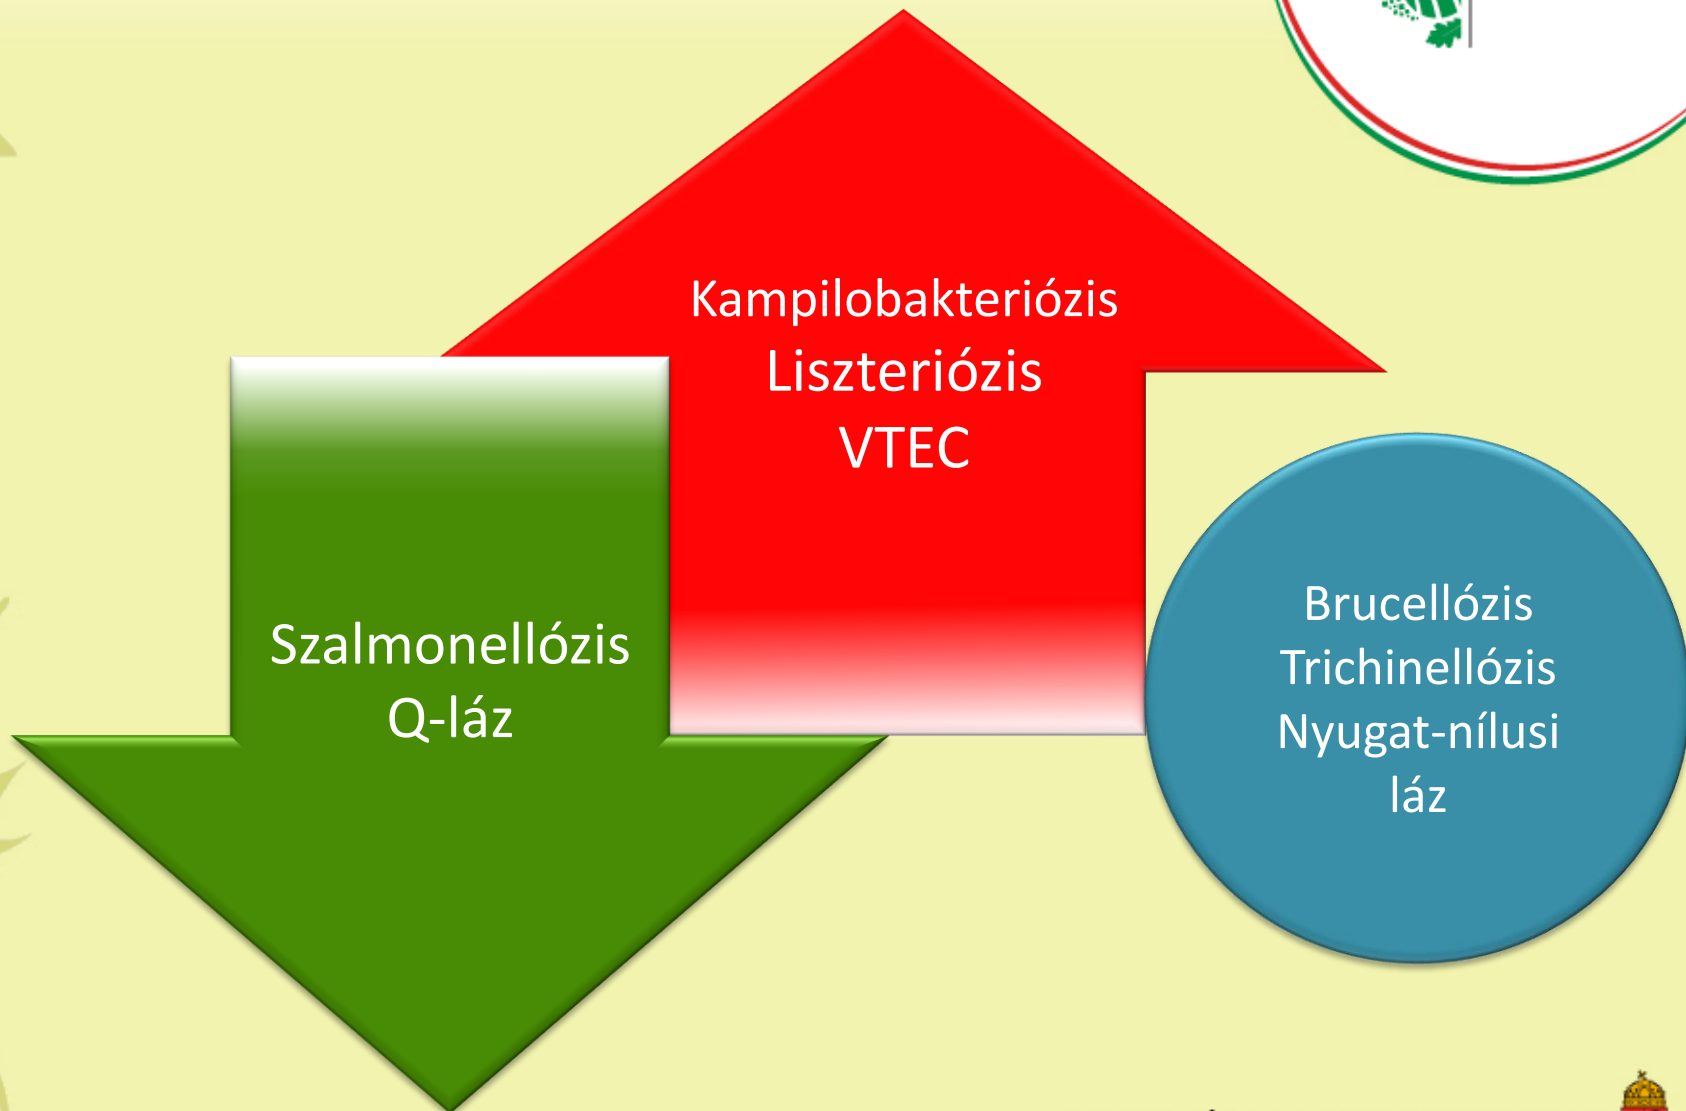 Kampilobakteriózis
Liszteriózis
VTEC
Szalmonellózis
Q-láz
Brucellózis
Trichinellózis
Nyugat-nílusi
láz